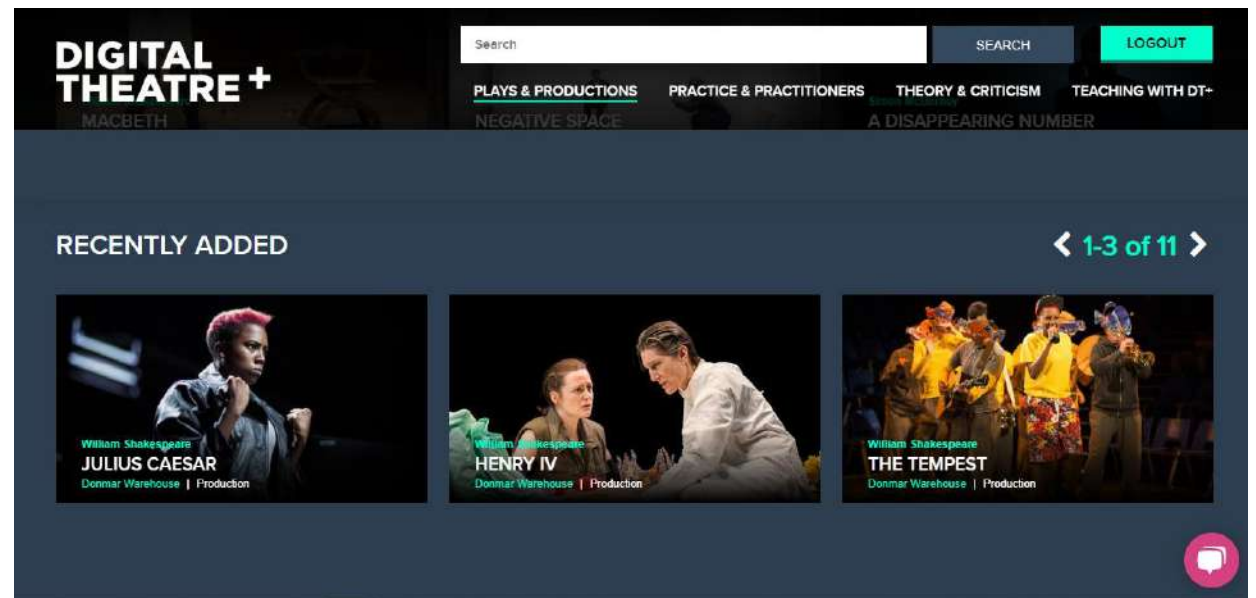 DIGITAL
THEATRE+
Search
SEARCH
LOGOUT
PLAYS & PRODUCTIONS
PRACTICE & PRACTITIONERS
THEORY & CRITICISM
TEACHING WITH DT+
MACBETH
NEGATIVE SPACE
A DISAPPEARING NUMBER
RECENTLY ADDED
1-3 of 11
William Shakespeare
JULIUS CAESAR
Donmar Warehouse | Production
William Shakespeare
HENRY IV
Donmar Warehouse | Production
William Shakespeare
THE TEMPEST
Donmar Warehouse | Production